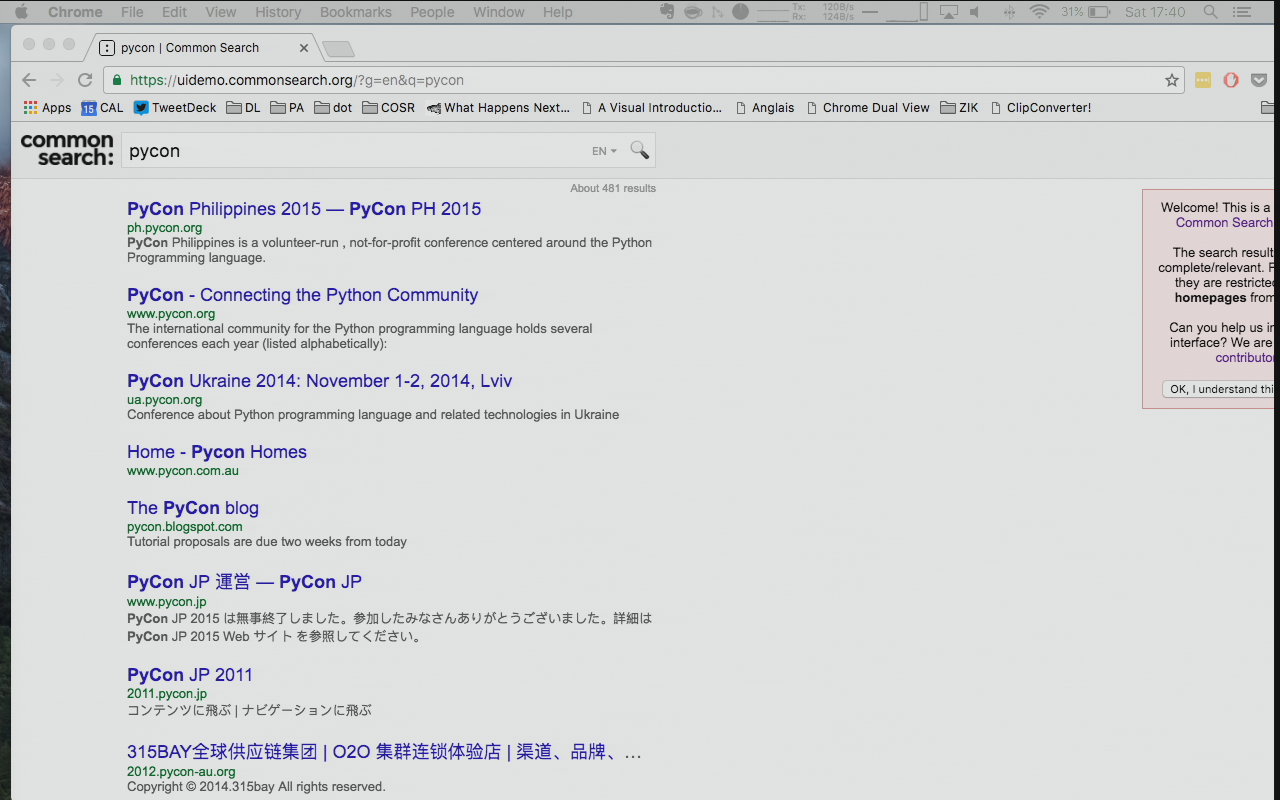 Chrome File Edit View History Bookmarks People Window Help Tx: 120B/s Rx: 124B/s 31% Sat 17:40
pycon | Common Search
https://uidemo.commonsearch.org/?g=en&q=pycon
Apps 15 CAL TweetDeck DL PA dot COSR What Happens Next... A Visual Introductio... Anglais Chrome Dual View ZIK ClipConverter!
common search:
pycon EN
About 481 results
PyCon Philippines 2015 — PyCon PH 2015
ph.pycon.org
PyCon Philippines is a volunteer-run , not-for-profit conference centered around the Python
Programming language.
PyCon - Connecting the Python Community
www.pycon.org
The international community for the Python programming language holds several
conferences each year (listed alphabetically):
PyCon Ukraine 2014: November 1-2, 2014, Lviv
ua.pycon.org
Conference about Python programming language and related technologies in Ukraine
Home - Pycon Homes
www.pycon.com.au
The PyCon blog
pycon.blogspot.com
Tutorial proposals are due two weeks from today
PyCon JP 運営 — PyCon JP
www.pycon.jp
PyCon JP 2015 は無事終了しました。参加したみなさんありがとうございました。詳細は
PyCon JP 2015 Web サイト を参照してください。
PyCon JP 2011
2011.pycon.jp
コンテンツに飛ぶ | ナビゲーションに飛ぶ
315BAY全球供应链集团 | O2O 集群连锁体验店 | 渠道、品牌、...
2012.pycon-au.org
Copyright © 2014.315bay All rights reserved.
Welcome! This is a
Common Search
The search result
complete/relevant. F
they are restricted
homepages from
Can you help us in
interface? We are
contributo
OK, I understand thi